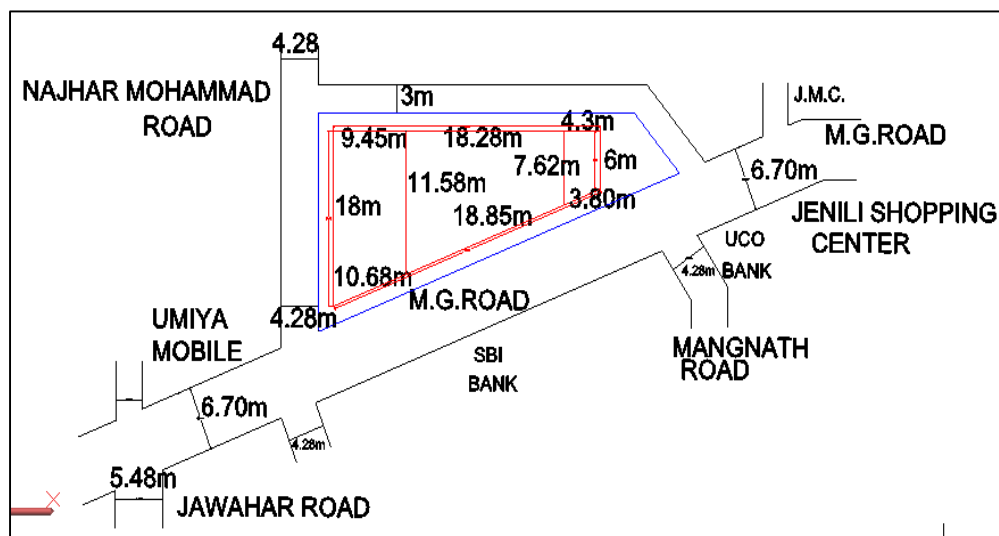 4.28
NAJHAR MOHAMMAD
ROAD
3m
J.M.C.
M.G.ROAD
9.45m
18.28m
4.3m
7.62m
6m
6.70m
11.58m
18m
3.80m
18.85m
JENILI SHOPPING
CENTER
UCO
BANK
4.28m
10.68m
M.G.ROAD
4.28m
UMIYA
MOBILE
SBI
BANK
MANGNATH
ROAD
6.70m
4.28m
5.48m
JAWAHAR ROAD
X